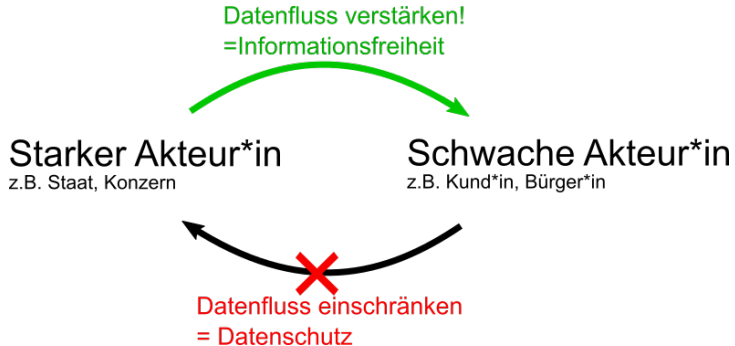 Datenfluss verstärken!
=Informationsfreiheit
Starker Akteur*in
z.B. Staat, Konzern
Schwache Akteur*in
z.B. Kund*in, Bürger*in
Datenfluss einschränken
= Datenschutz